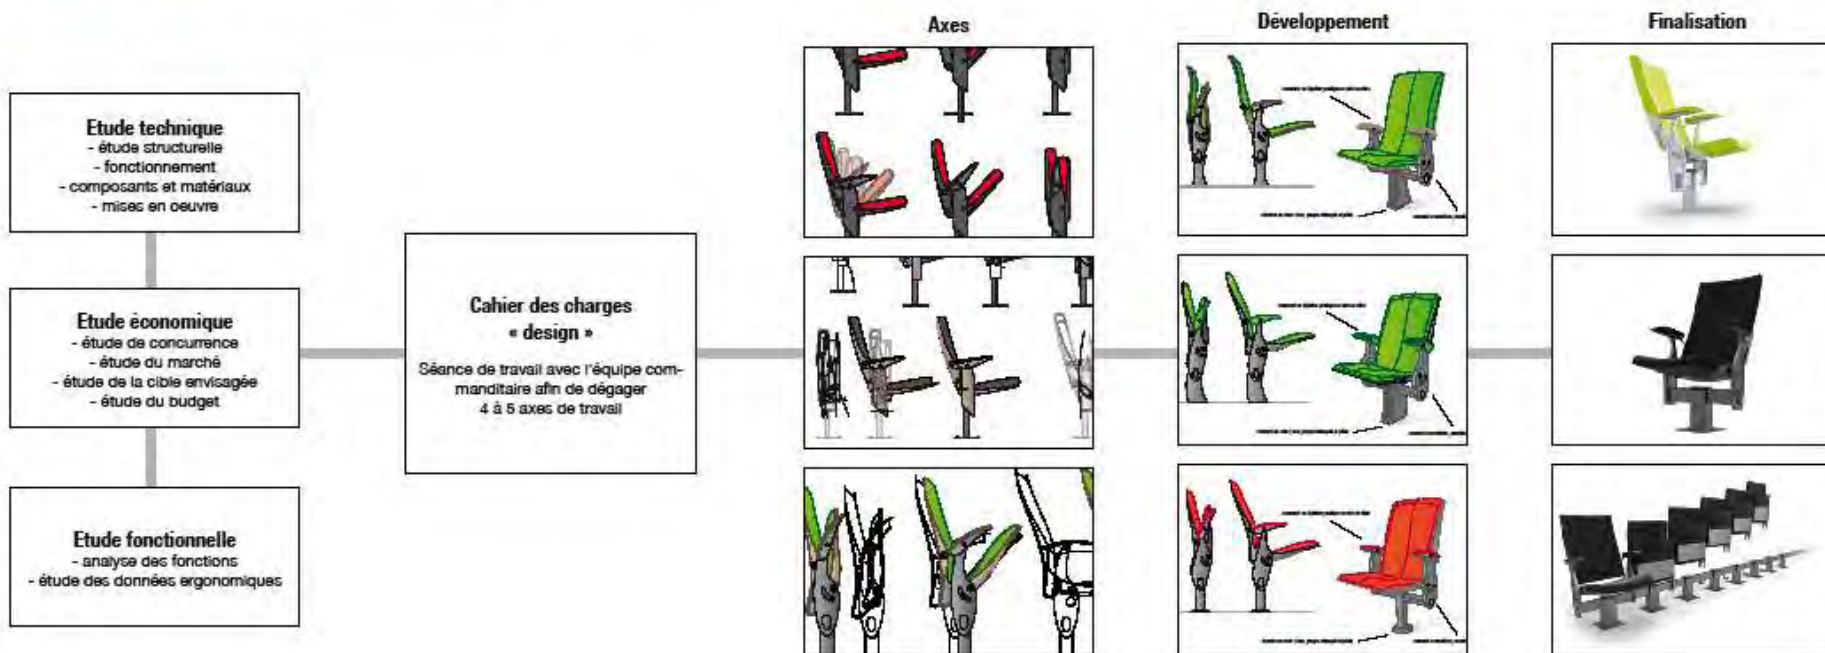 Etude technique
- étude structurelle
- fonctionnement
- composants et matériaux
- mises en oeuvre
Etude économique
- étude de concurrence
- étude du marché
- étude de la cible envisagée
- étude du budget
Etude fonctionnelle
- analyse des fonctions
- étude des données ergonomiques
Cahier des charges
« design »
Séance de travail avec l'équipe com-
manditaire afin de dégager
4 à 5 axes de travail
Axes
Développement
Finalisation